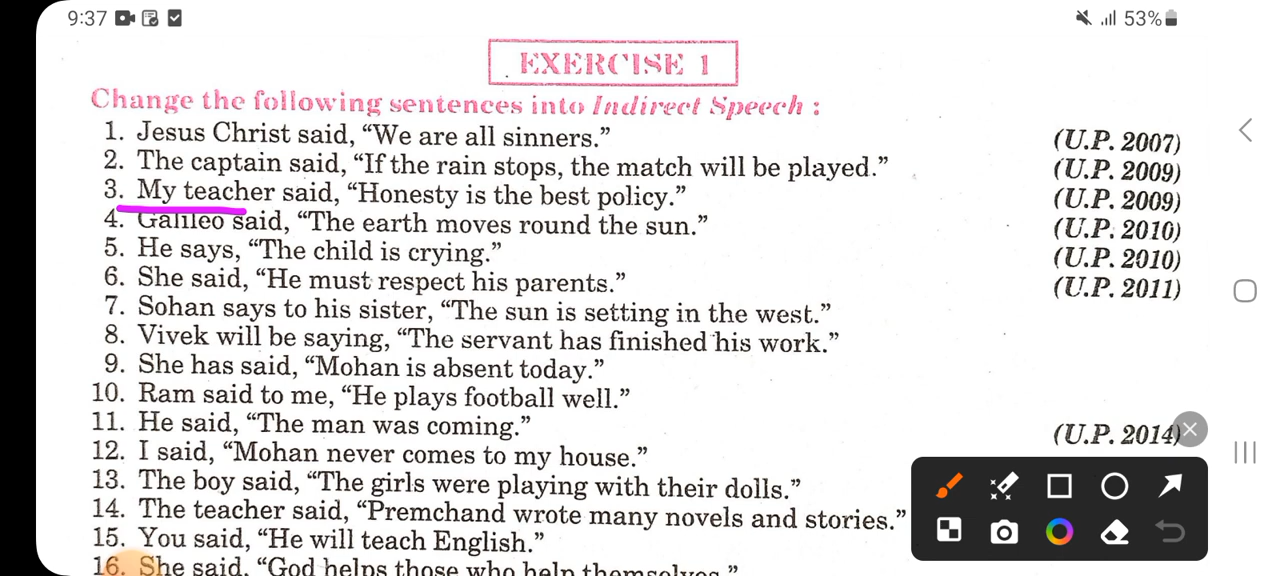 9:37 53%
EXERCISE 1
Change the following sentences into Indirect Speech :
1. Jesus Christ said, “We are all sinners.” (U.P. 2007)
2. The captain said, “If the rain stops, the match will be played.” (U.P. 2009)
3. My teacher said, “Honesty is the best policy.” (U.P. 2009)
4. Galileo said, “The earth moves round the sun.” (U.P. 2010)
5. He says, “The child is crying.” (U.P. 2010)
6. She said, “He must respect his parents.” (U.P. 2011)
7. Sohan says to his sister, “The sun is setting in the west.”
8. Vivek will be saying, “The servant has finished his work.”
9. She has said, “Mohan is absent today.”
10. Ram said to me, “He plays football well.”
11. He said, “The man was coming.” (U.P. 2014)
12. I said, “Mohan never comes to my house.”
13. The boy said, “The girls were playing with their dolls.”
14. The teacher said, “Premchand wrote many novels and stories.”
15. You said, “He will teach English.”
16. She said, “God helps those who help themselves.”